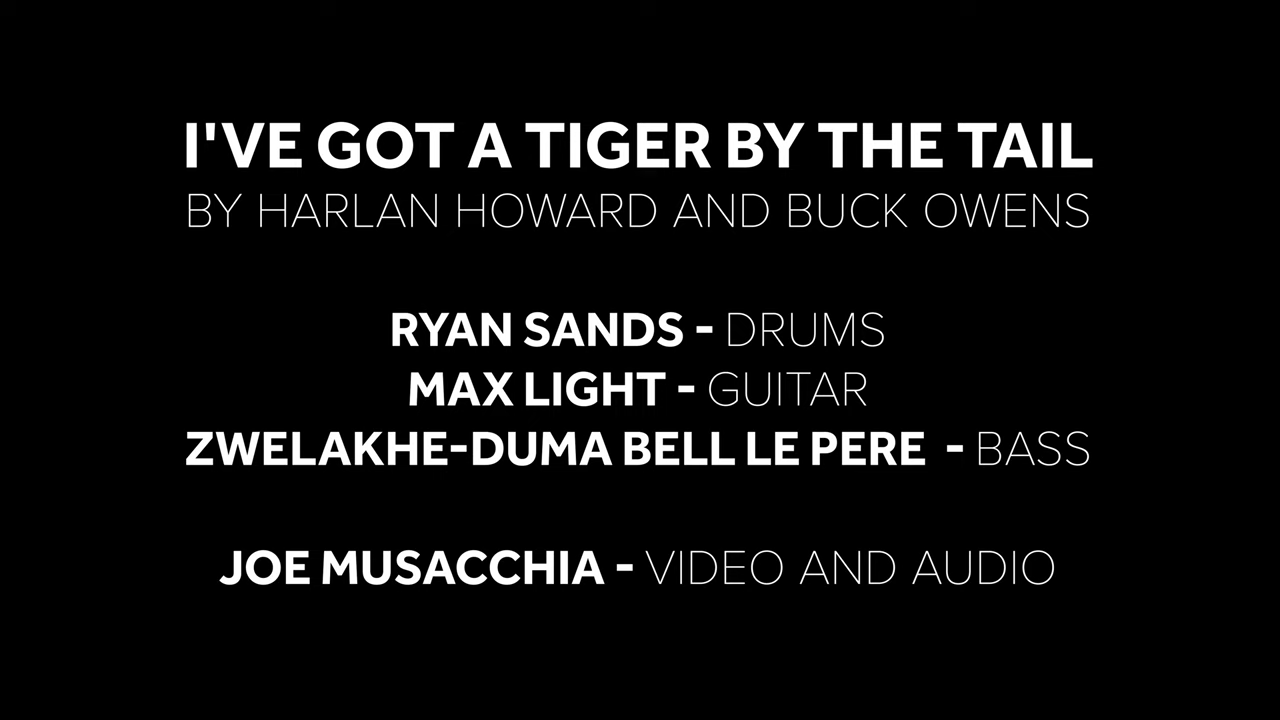 I'VE GOT A TIGER BY THE TAIL
BY HARLAN HOWARD AND BUCK OWENS
RYAN SANDS - DRUMS
MAX LIGHT - GUITAR
ZWELAKHE-DUMA BELL LE PERE - BASS
JOE MUSACCHIA - VIDEO AND AUDIO